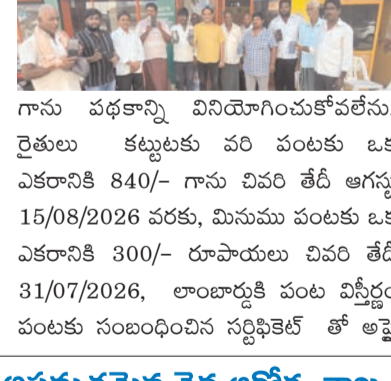 గాను పథకాన్ని వినియోగించుకోవలేను.
రైతులు కట్టుటకు వరి పంటకు ఒక
ఎకరానికి 840/- గాను చివరి తేదీ ఆగస్టు
15/08/2026 వరకు, మినుము పంటకు ఒక
ఎకరానికి 300/- రూపాయలు చివరి తేదీ
31/07/2026, లాంబార్డుకి పంట విస్తీర్ణం
పంటకు సంబంధించిన సర్టిఫికెట్ తో